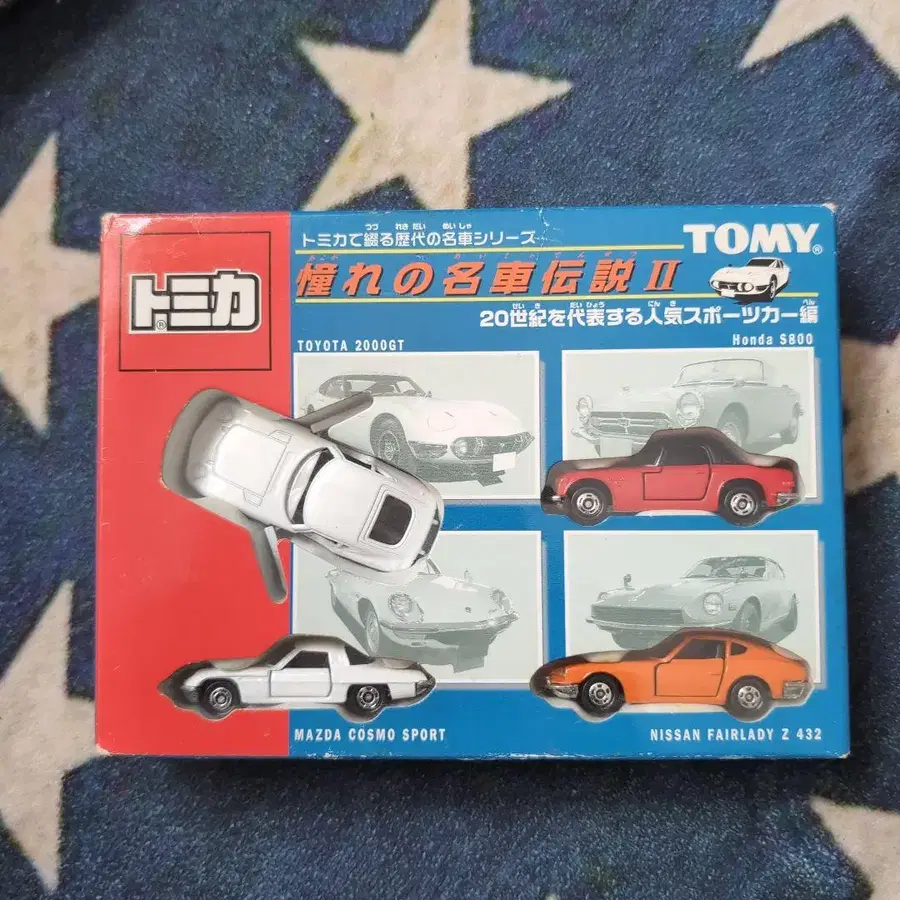 トミカで綴る歴代の名車シリーズ
TOMY®
トミカ®
憧れの名車伝説 II
20世紀を代表する人気スポーツカー編
TOYOTA 2000GT
Honda S800
MAZDA COSMO SPORT
NISSAN FAIRLADY Z 432